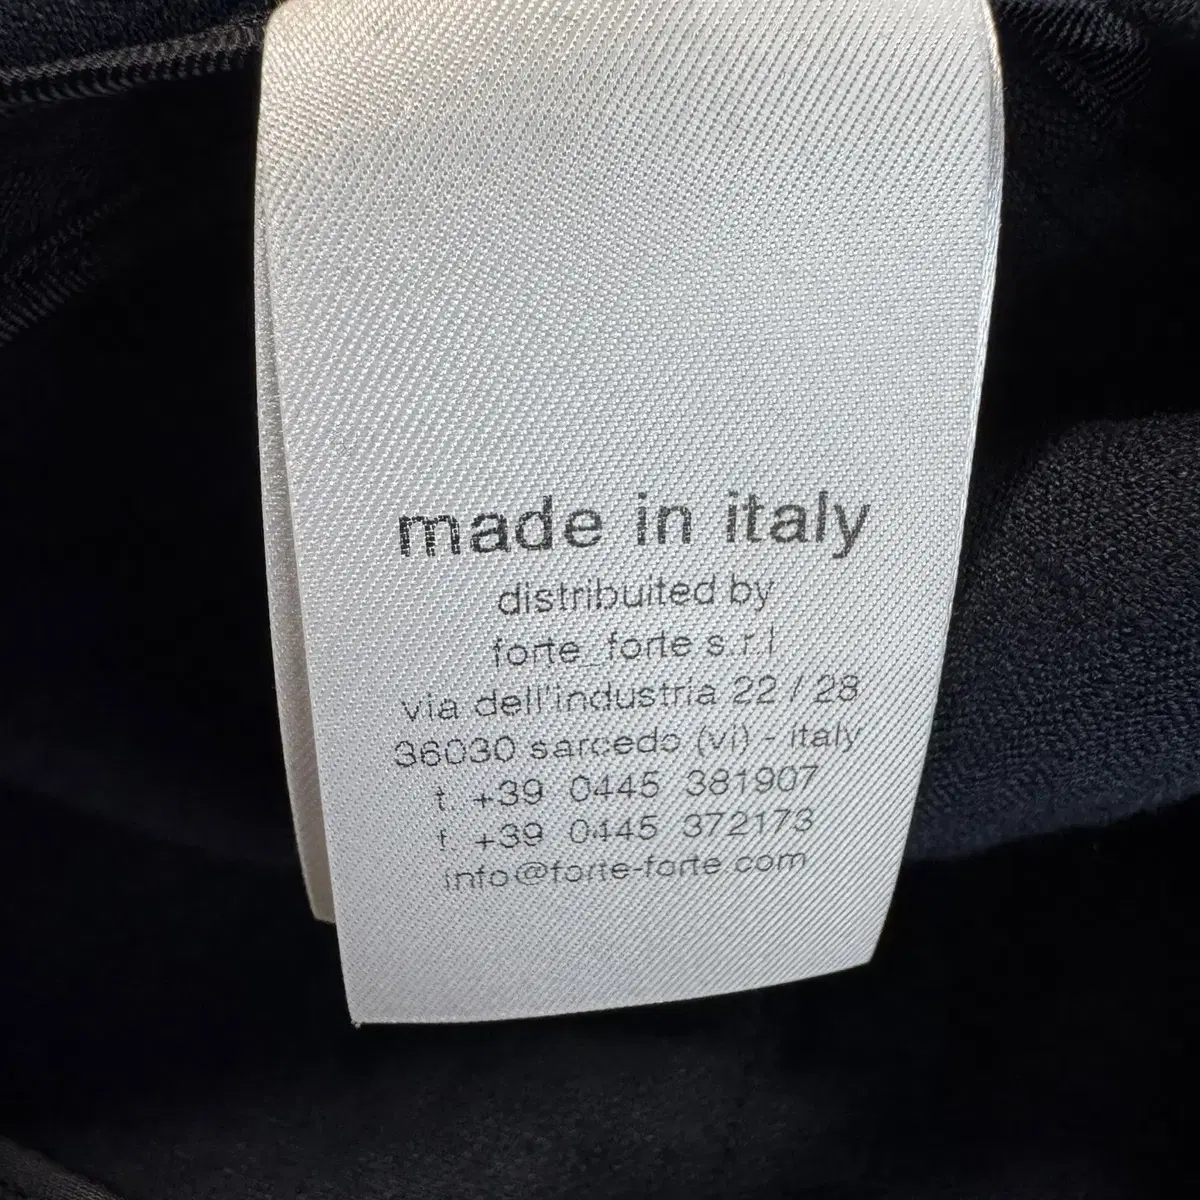 made in italy
distribuited by
forte_forte s.r.l
via dell'industria 22 / 28
36030 sarcedo (vi) - italy
t. +39 0445 381907
f. +39 0445 372173
info@forte-forte.com